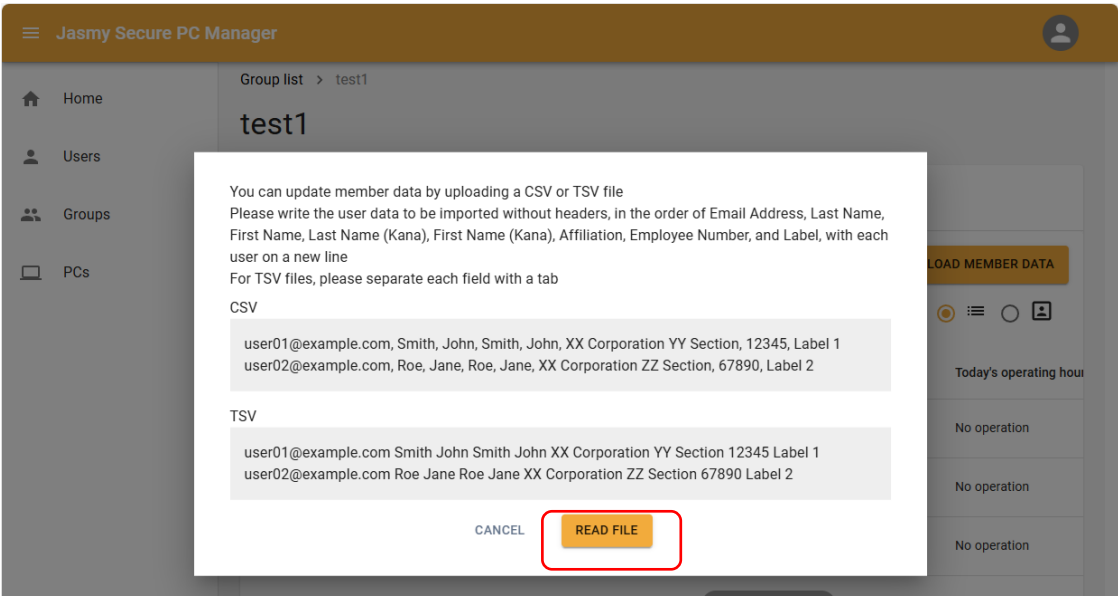 Jasmy Secure PC Manager
Home
Users
Groups
PCs
Group list > test1
test1
You can update member data by uploading a CSV or TSV file
Please write the user data to be imported without headers, in the order of Email Address, Last Name,
First Name, Last Name (Kana), First Name (Kana), Affiliation, Employee Number, and Label, with each
user on a new line
For TSV files, please separate each field with a tab
CSV
user01@example.com, Smith, John, Smith, John, XX Corporation YY Section, 12345, Label 1
user02@example.com, Roe, Jane, Roe, Jane, XX Corporation ZZ Section, 67890, Label 2
TSV
user01@example.com Smith John Smith John XX Corporation YY Section 12345 Label 1
user02@example.com Roe Jane Roe Jane XX Corporation ZZ Section 67890 Label 2
CANCEL
READ FILE
LOAD MEMBER DATA
Today's operating hour
No operation
No operation
No operation